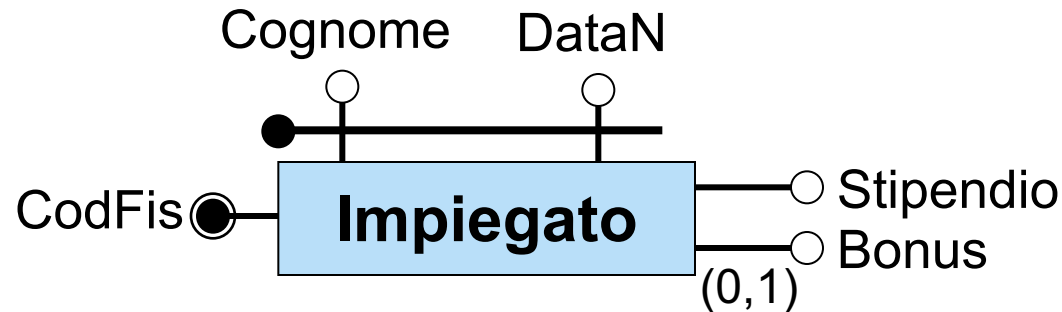 Cognome DataN
CodFis Impiegato Stipendio
Bonus
(0,1)